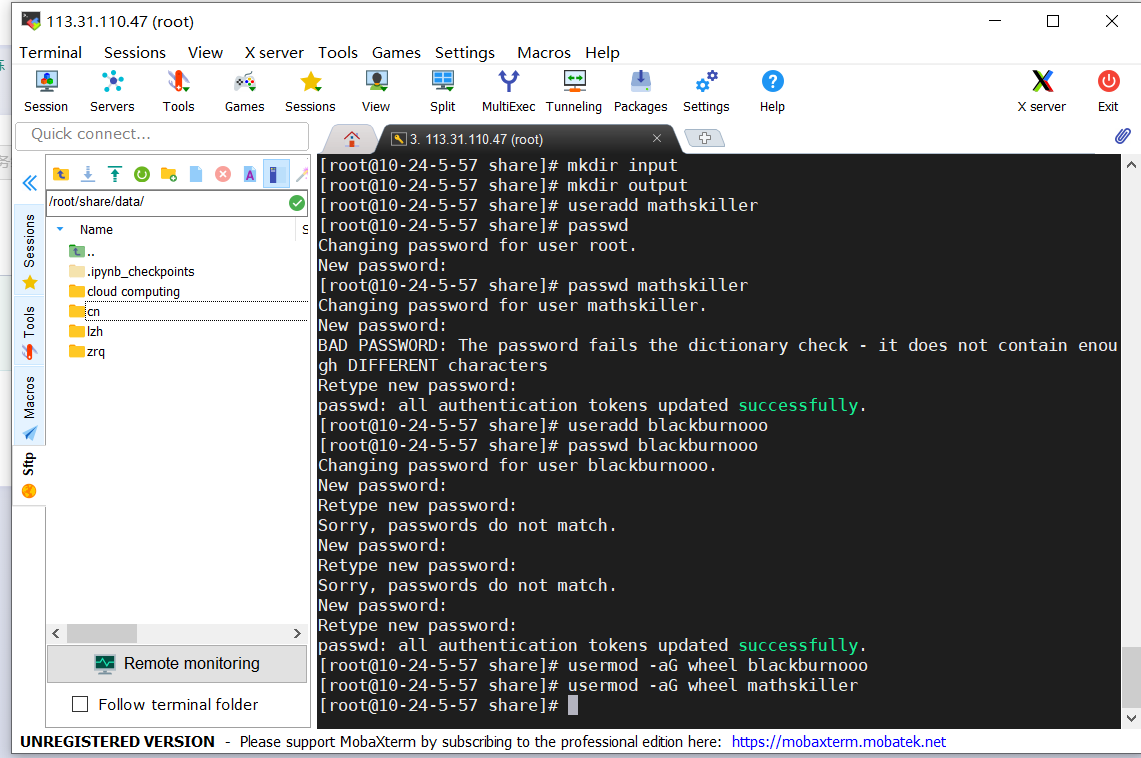 113.31.110.47 (root)
Terminal Sessions View X server Tools Games Settings Macros Help
Session Servers Tools Games Sessions View Split MultiExec Tunneling Packages Settings Help X server Exit
Quick connect...
3. 113.31.110.47 (root)
/root/share/data/
Name S
..
.ipynb_checkpoints
cloud computing
cn
lzh
zrq
Sessions
Tools
Macros
Sftp
Remote monitoring
Follow terminal folder
[root@10-24-5-57 share]# mkdir input
[root@10-24-5-57 share]# mkdir output
[root@10-24-5-57 share]# useradd mathskiller
[root@10-24-5-57 share]# passwd
Changing password for user root.
New password:
[root@10-24-5-57 share]# passwd mathskiller
Changing password for user mathskiller.
New password:
BAD PASSWORD: The password fails the dictionary check - it does not contain enou
gh DIFFERENT characters
Retype new password:
passwd: all authentication tokens updated successfully.
[root@10-24-5-57 share]# useradd blackburnooo
[root@10-24-5-57 share]# passwd blackburnooo
Changing password for user blackburnooo.
New password:
Retype new password:
Sorry, passwords do not match.
New password:
Retype new password:
Sorry, passwords do not match.
New password:
Retype new password:
passwd: all authentication tokens updated successfully.
[root@10-24-5-57 share]# usermod -aG wheel blackburnooo
[root@10-24-5-57 share]# usermod -aG wheel mathskiller
[root@10-24-5-57 share]#
UNREGISTERED VERSION - Please support MobaXterm by subscribing to the professional edition here: https://mobaxterm.mobatek.net